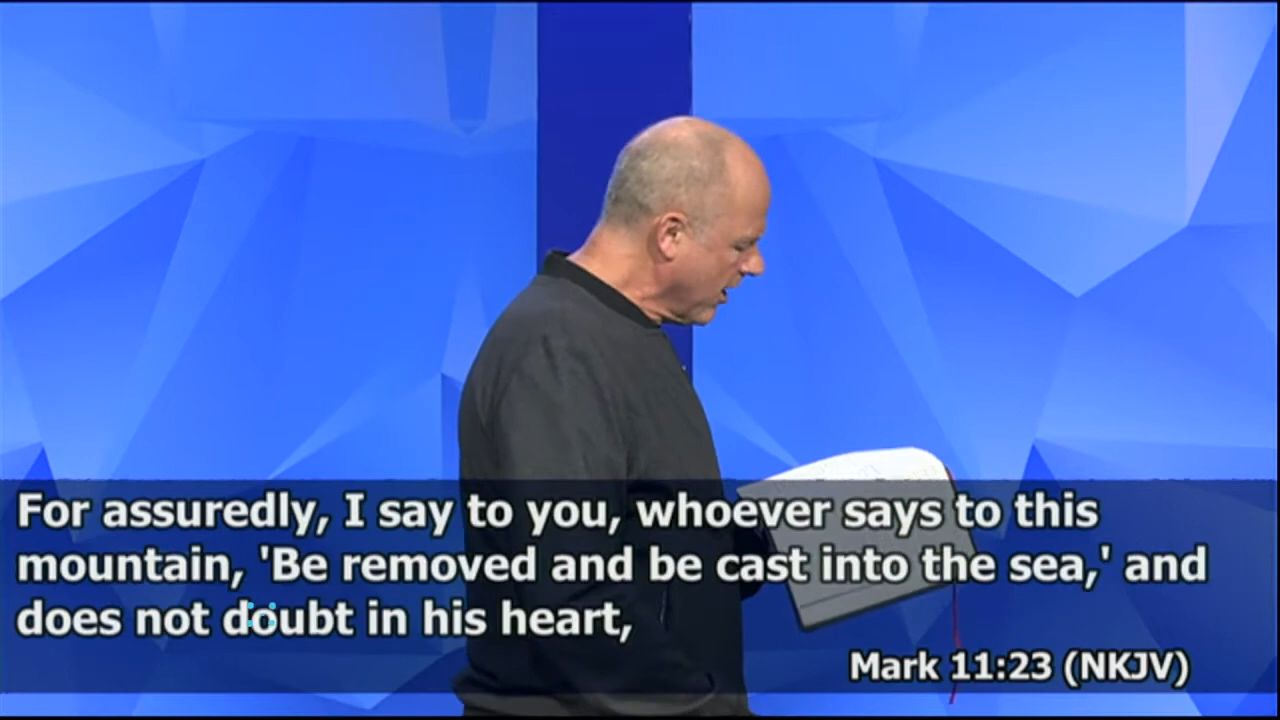 For assuredly, I say to you, whoever says to this
mountain, 'Be removed and be cast into the sea,' and
does not doubt in his heart,
Mark 11:23 (NKJV)